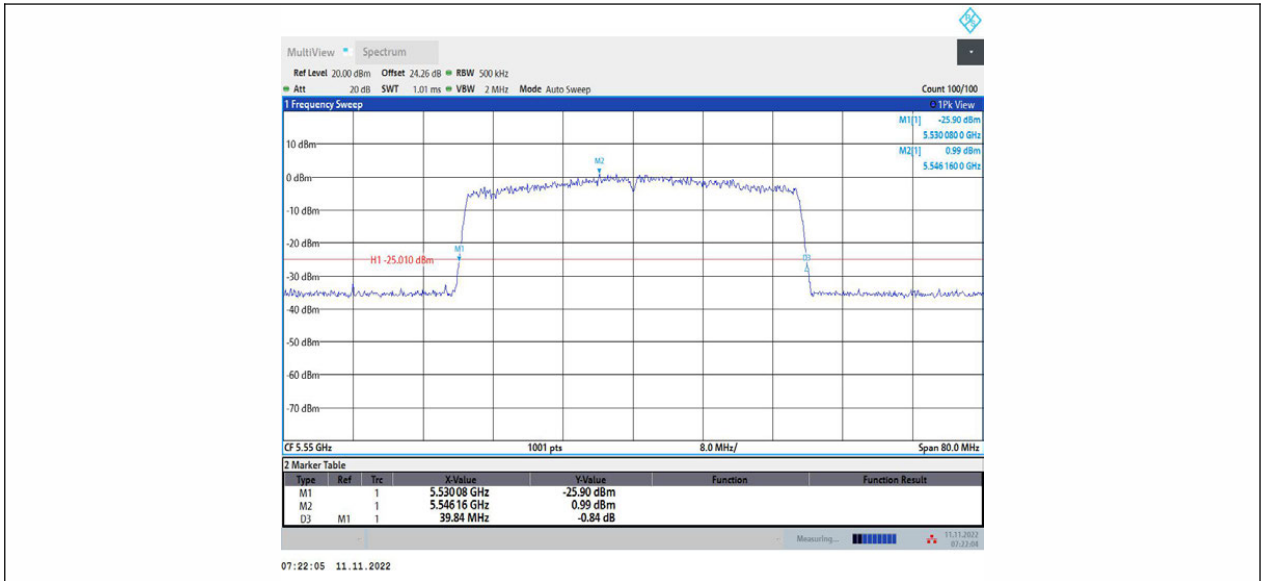 MultiView Spectrum
Ref Level 20.00 dBm Offset 24.26 dB RBW 500 kHz
Att 20 dB SWT 1.01 ms VBW 2 MHz Mode Auto Sweep Count 100/100
1 Frequency Sweep 1Pk View
M1[1] -25.90 dBm
5.530 080 0 GHz
M2[1] 0.99 dBm
5.546 160 0 GHz
10 dBm
M2
0 dBm
-10 dBm
-20 dBm
M1
H1 -25.010 dBm
D3
-30 dBm
-40 dBm
-50 dBm
-60 dBm
-70 dBm
CF 5.55 GHz 1001 pts 8.0 MHz/ Span 80.0 MHz
2 Marker Table
Type Ref Trc X-Value Y-Value Function Function Result
M1 1 5.530 08 GHz -25.90 dBm
M2 1 5.546 16 GHz 0.99 dBm
D3 M1 1 39.84 MHz -0.84 dB
Measuring... 11.11.2022
07:22:04
07:22:05 11.11.2022